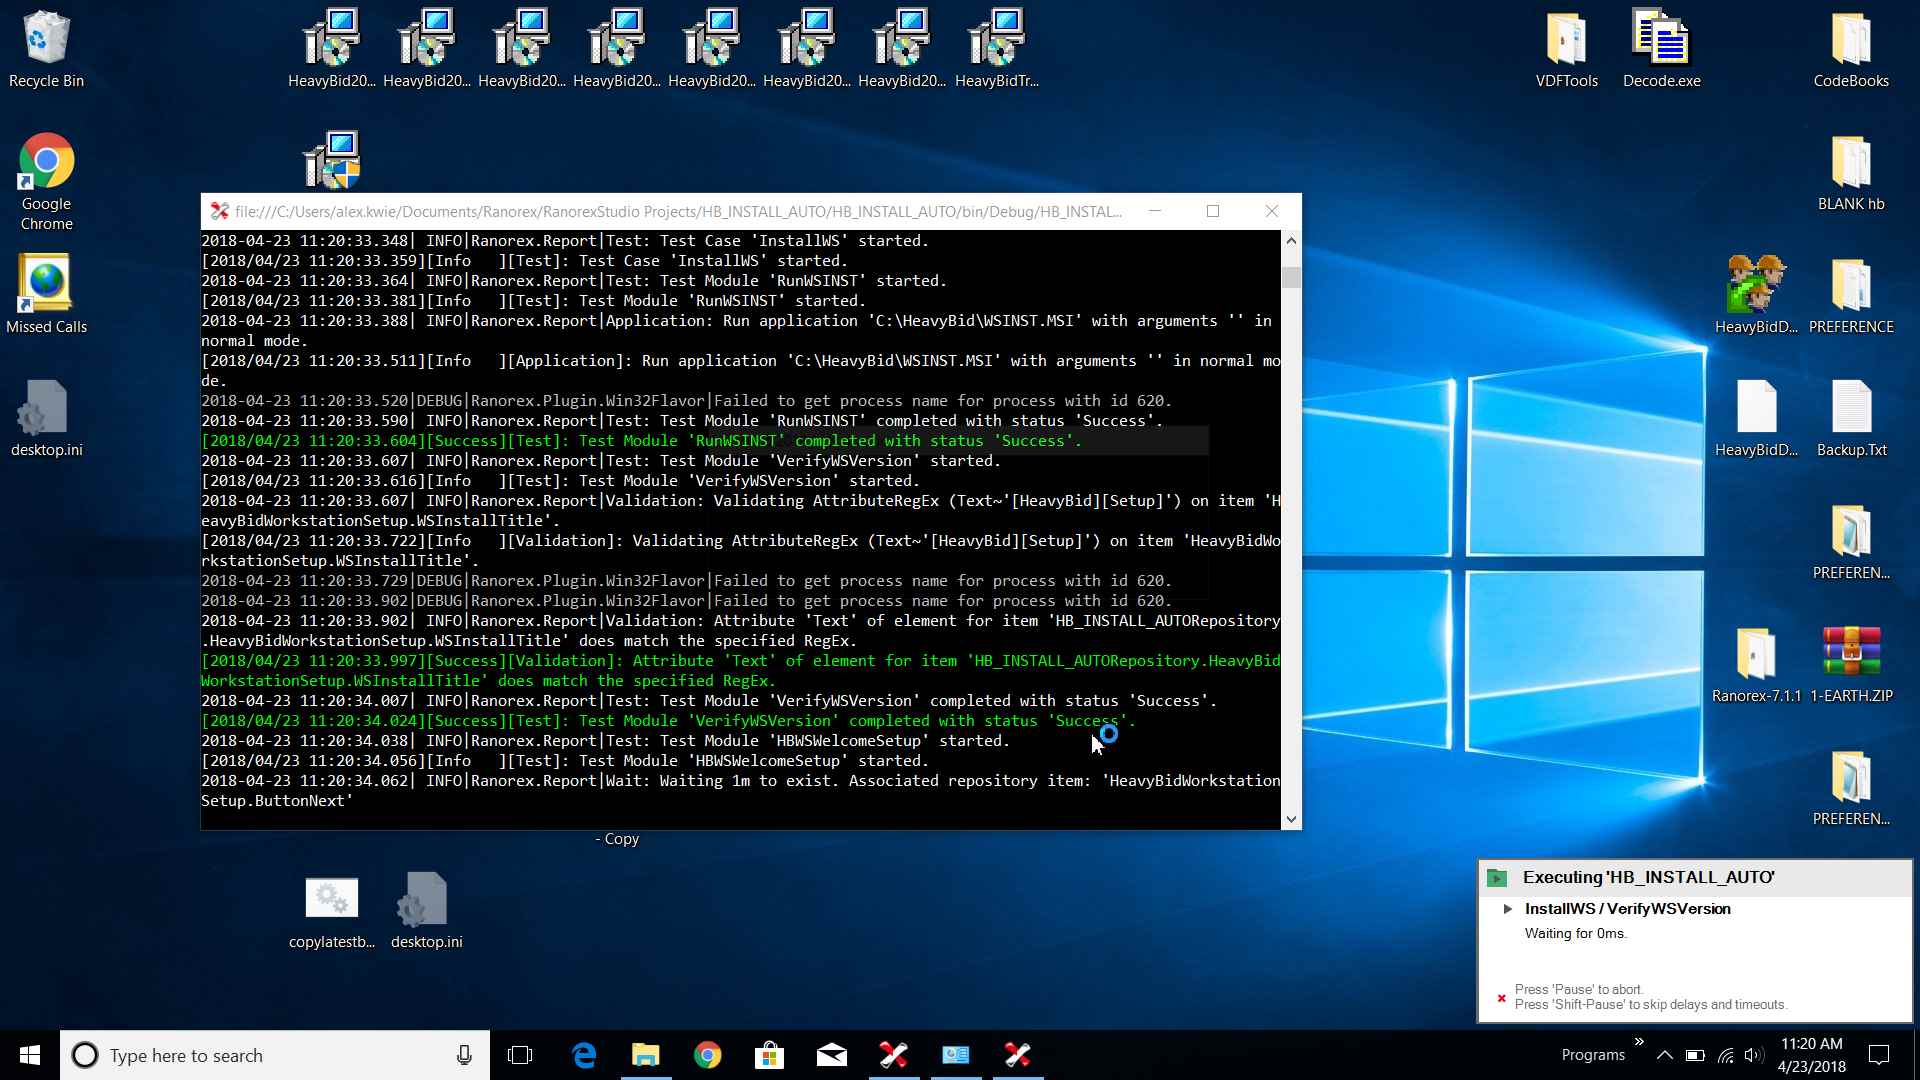 Recycle Bin
HeavyBid20...
HeavyBid20...
HeavyBid20...
HeavyBid20...
HeavyBid20...
HeavyBid20...
HeavyBid20...
HeavyBidTr...
VDFTools
Decode.exe
CodeBooks
Google
Chrome
BLANK hb
Missed Calls
HeavyBidD...
PREFERENCE
desktop.ini
HeavyBidD...
Backup.Txt
PREFEREN...
Ranorex-7.1.1
1-EARTH.ZIP
PREFEREN...
file:///C:/Users/alex.kwie/Documents/Ranorex/RanorexStudio Projects/HB_INSTALL_AUTO/HB_INSTALL_AUTO/bin/Debug/HB_INSTAL...
2018-04-23 11:20:33.348| INFO|Ranorex.Report|Test: Test Case 'InstallWS' started.
[2018/04/23 11:20:33.359][Info   ][Test]: Test Case 'InstallWS' started.
2018-04-23 11:20:33.364| INFO|Ranorex.Report|Test: Test Module 'RunWSINST' started.
[2018/04/23 11:20:33.381][Info   ][Test]: Test Module 'RunWSINST' started.
2018-04-23 11:20:33.388| INFO|Ranorex.Report|Application: Run application 'C:\HeavyBid\WSINST.MSI' with arguments '' in
normal mode.
[2018/04/23 11:20:33.511][Info   ][Application]: Run application 'C:\HeavyBid\WSINST.MSI' with arguments '' in normal mo
de.
2018-04-23 11:20:33.520|DEBUG|Ranorex.Plugin.Win32Flavor|Failed to get process name for process with id 620.
2018-04-23 11:20:33.590| INFO|Ranorex.Report|Test: Test Module 'RunWSINST' completed with status 'Success'.
[2018/04/23 11:20:33.604][Success][Test]: Test Module 'RunWSINST' completed with status 'Success'.
2018-04-23 11:20:33.607| INFO|Ranorex.Report|Test: Test Module 'VerifyWSVersion' started.
[2018/04/23 11:20:33.616][Info   ][Test]: Test Module 'VerifyWSVersion' started.
2018-04-23 11:20:33.607| INFO|Ranorex.Report|Validation: Validating AttributeRegEx (Text~'[HeavyBid][Setup]') on item 'H
eavyBidWorkstationSetup.WSInstallTitle'.
[2018/04/23 11:20:33.722][Info   ][Validation]: Validating AttributeRegEx (Text~'[HeavyBid][Setup]') on item 'HeavyBidWo
rkstationSetup.WSInstallTitle'.
2018-04-23 11:20:33.729|DEBUG|Ranorex.Plugin.Win32Flavor|Failed to get process name for process with id 620.
2018-04-23 11:20:33.902|DEBUG|Ranorex.Plugin.Win32Flavor|Failed to get process name for process with id 620.
2018-04-23 11:20:33.902| INFO|Ranorex.Report|Validation: Attribute 'Text' of element for item 'HB_INSTALL_AUTORepository
.HeavyBidWorkstationSetup.WSInstallTitle' does match the specified RegEx.
[2018/04/23 11:20:33.997][Success][Validation]: Attribute 'Text' of element for item 'HB_INSTALL_AUTORepository.HeavyBid
WorkstationSetup.WSInstallTitle' does match the specified RegEx.
2018-04-23 11:20:34.007| INFO|Ranorex.Report|Test: Test Module 'VerifyWSVersion' completed with status 'Success'.
[2018/04/23 11:20:34.024][Success][Test]: Test Module 'VerifyWSVersion' completed with status 'Success'.
2018-04-23 11:20:34.038| INFO|Ranorex.Report|Test: Test Module 'HBWSWelcomeSetup' started.
[2018/04/23 11:20:34.056][Info   ][Test]: Test Module 'HBWSWelcomeSetup' started.
2018-04-23 11:20:34.062| INFO|Ranorex.Report|Wait: Waiting 1m to exist. Associated repository item: 'HeavyBidWorkstation
Setup.ButtonNext'
- Copy
copylatestb...
desktop.ini
Executing 'HB_INSTALL_AUTO'
InstallWS / VerifyWSVersion
Waiting for 0ms.
Press 'Pause' to abort.
Press 'Shift-Pause' to skip delays and timeouts.
Type here to search
Programs
11:20 AM
4/23/2018